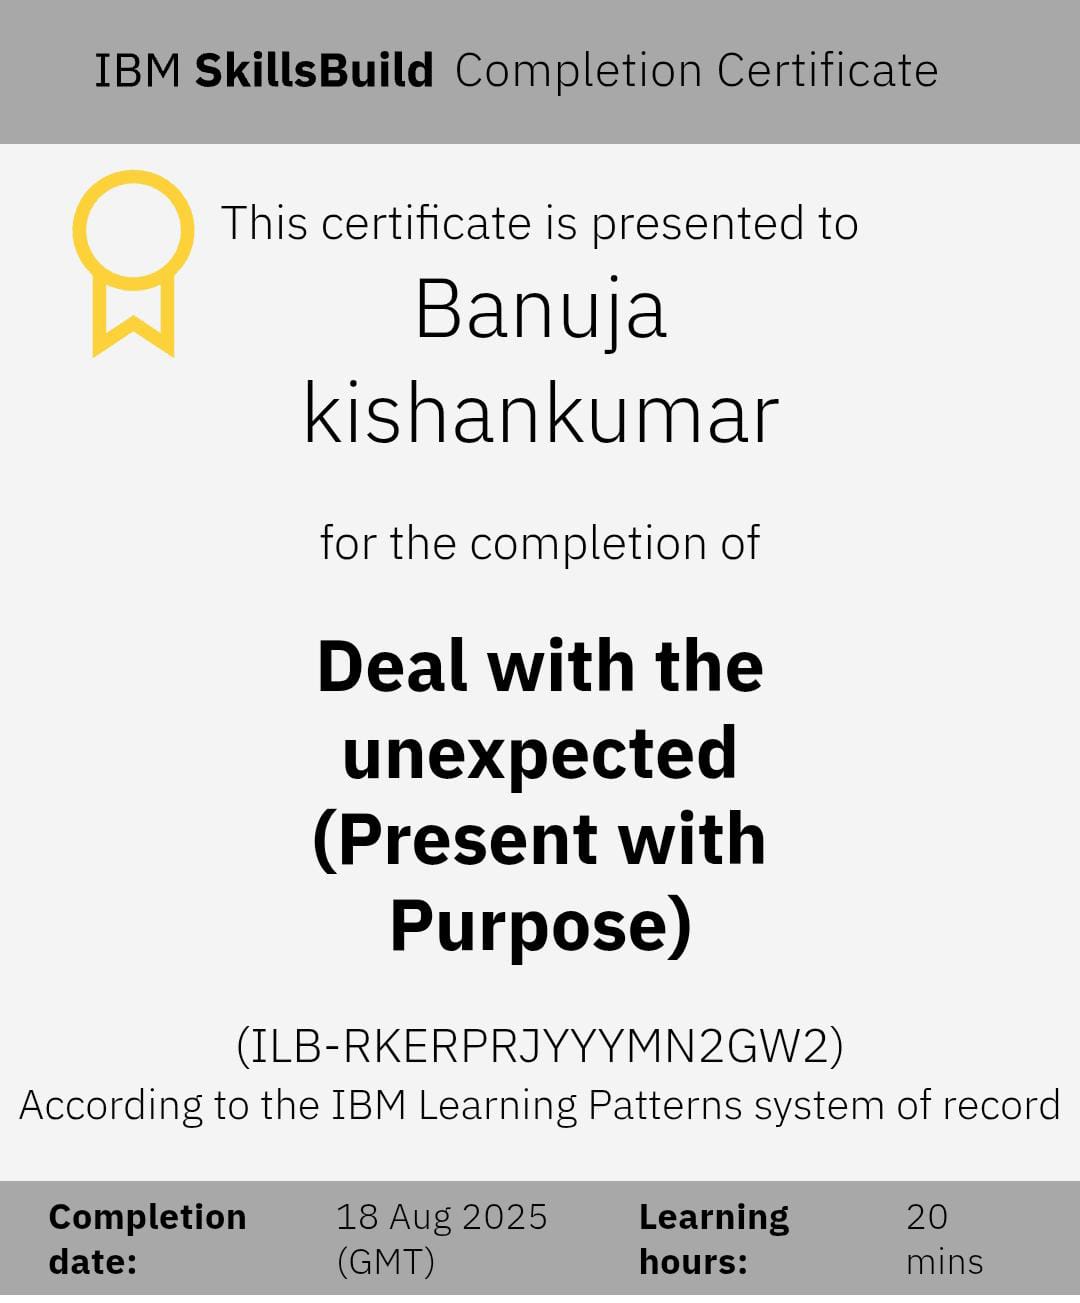 IBM SkillsBuild Completion Certificate
This certificate is presented to
Banuja
kishankumar
for the completion of
Deal with the
unexpected
(Present with
Purpose)
(ILB-RKERPRJYYYMN2GW2)
According to the IBM Learning Patterns system of record
Completion date: 18 Aug 2025 (GMT)
Learning hours: 20 mins